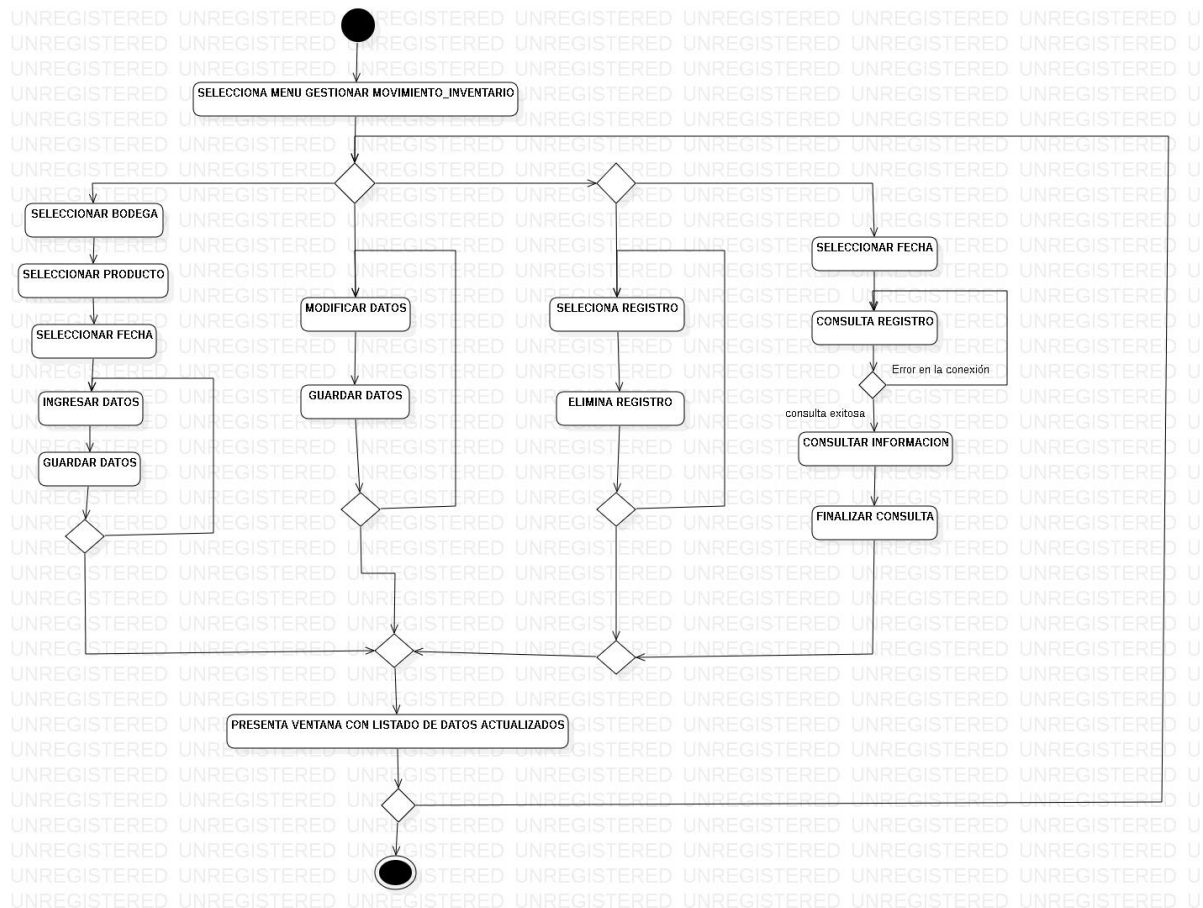 SELECCIONA MENU GESTIONAR MOVIMIENTO_INVENTARIO
SELECCIONAR BODEGA
SELECCIONAR PRODUCTO
SELECCIONAR FECHA
INGRESAR DATOS
GUARDAR DATOS
MODIFICAR DATOS
GUARDAR DATOS
SELECIONA REGISTRO
ELIMINA REGISTRO
SELECCIONAR FECHA
CONSULTA REGISTRO
Error en la conexión
consulta exitosa
CONSULTAR INFORMACION
FINALIZAR CONSULTA
PRESENTA VENTANA CON LISTADO DE DATOS ACTUALIZADOS
UNREGISTERED